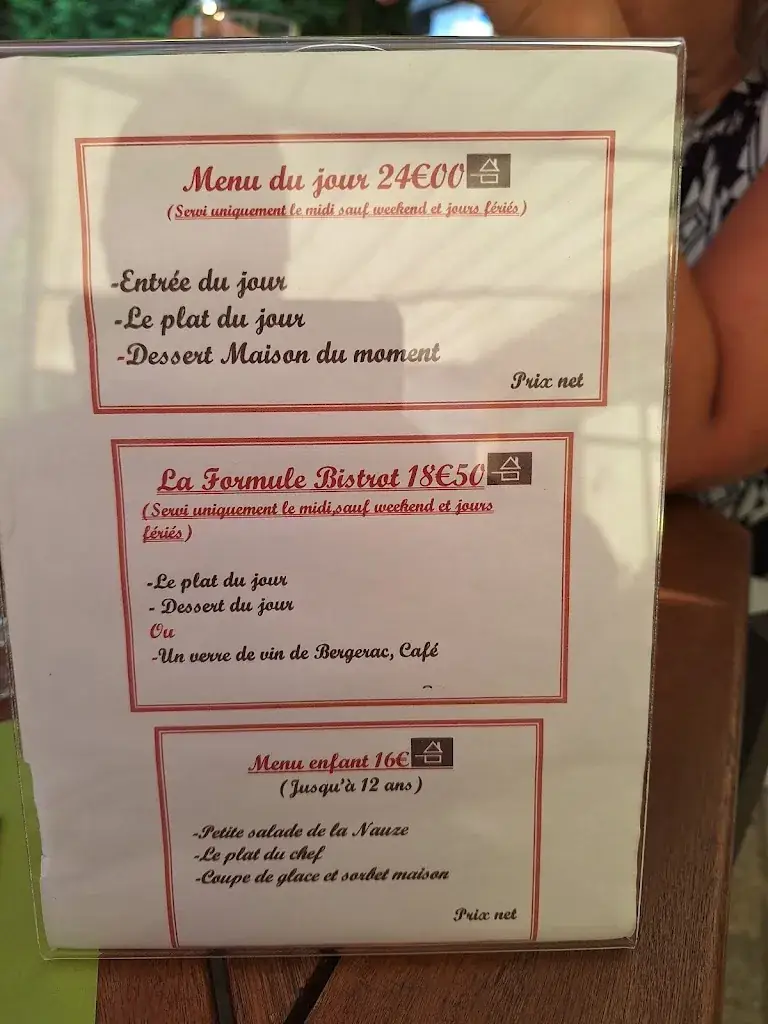 Menu du jour 24€00
(Servi uniquement le midi sauf weekend et jours fériés)
-Entrée du jour
-Le plat du jour
-Dessert Maison du moment
Prix net
La Formule Bistrot 18€50
(Servi uniquement le midi,sauf weekend et jours
fériés)
-Le plat du jour
- Dessert du jour
Ou
-Un verre de vin de Bergerac, Café
Menu enfant 16€
(Jusqu'à 12 ans)
-Petite salade de la Nauze
-Le plat du chef
-Coupe de glace et sorbet maison
Prix net